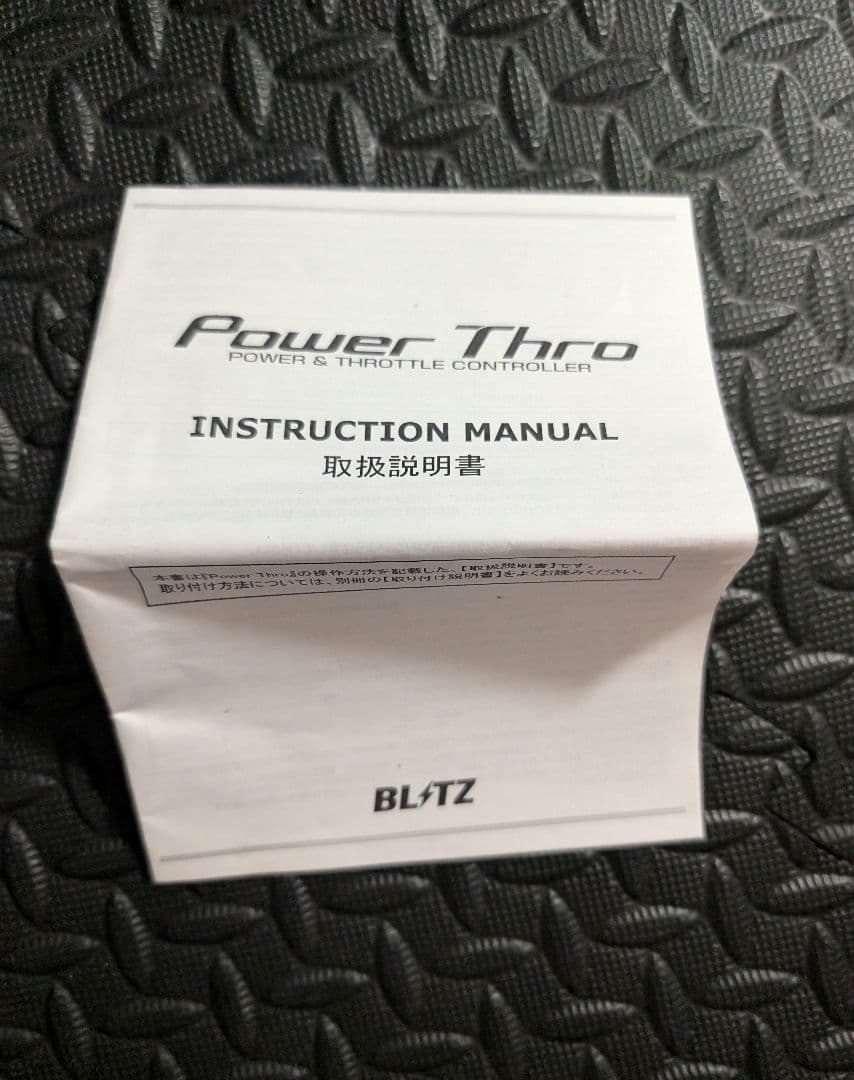 Power Thro
POWER & THROTTLE CONTROLLER
INSTRUCTION MANUAL
取扱説明書
本書は『Power Thro』の操作方法を記載した、【取扱説明書】です。
取り付け方法については、別冊の【取り付け説明書】をよくお読みください。
BLITZ